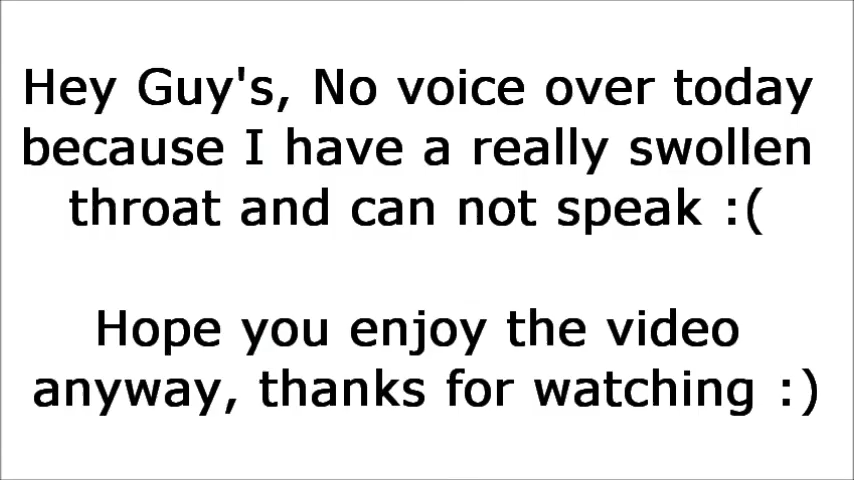 Hey Guy's, No voice over today
because I have a really swollen
throat and can not speak :(
Hope you enjoy the video
anyway, thanks for watching :)